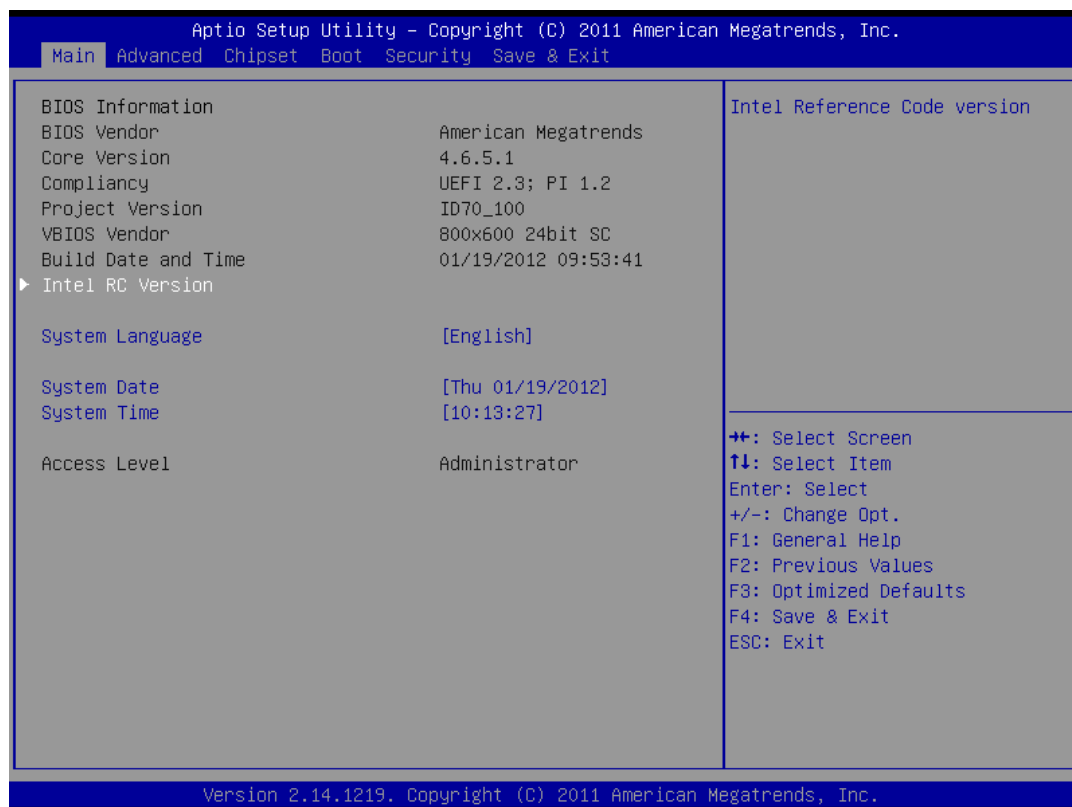 Aptio Setup Utility – Copyright (C) 2011 American Megatrends, Inc.
Main Advanced Chipset Boot Security Save & Exit
BIOS Information
BIOS Vendor American Megatrends
Core Version 4.6.5.1
Compliancy UEFI 2.3; PI 1.2
Project Version ID70_100
VBIOS Vendor 800x600 24bit SC
Build Date and Time 01/19/2012 09:53:41
▶ Intel RC Version
System Language [English]
System Date [Thu 01/19/2012]
System Time [10:13:27]
Access Level Administrator
Intel Reference Code version
→←: Select Screen
↑↓: Select Item
Enter: Select
+/-: Change Opt.
F1: General Help
F2: Previous Values
F3: Optimized Defaults
F4: Save & Exit
ESC: Exit
Version 2.14.1219. Copyright (C) 2011 American Megatrends, Inc.